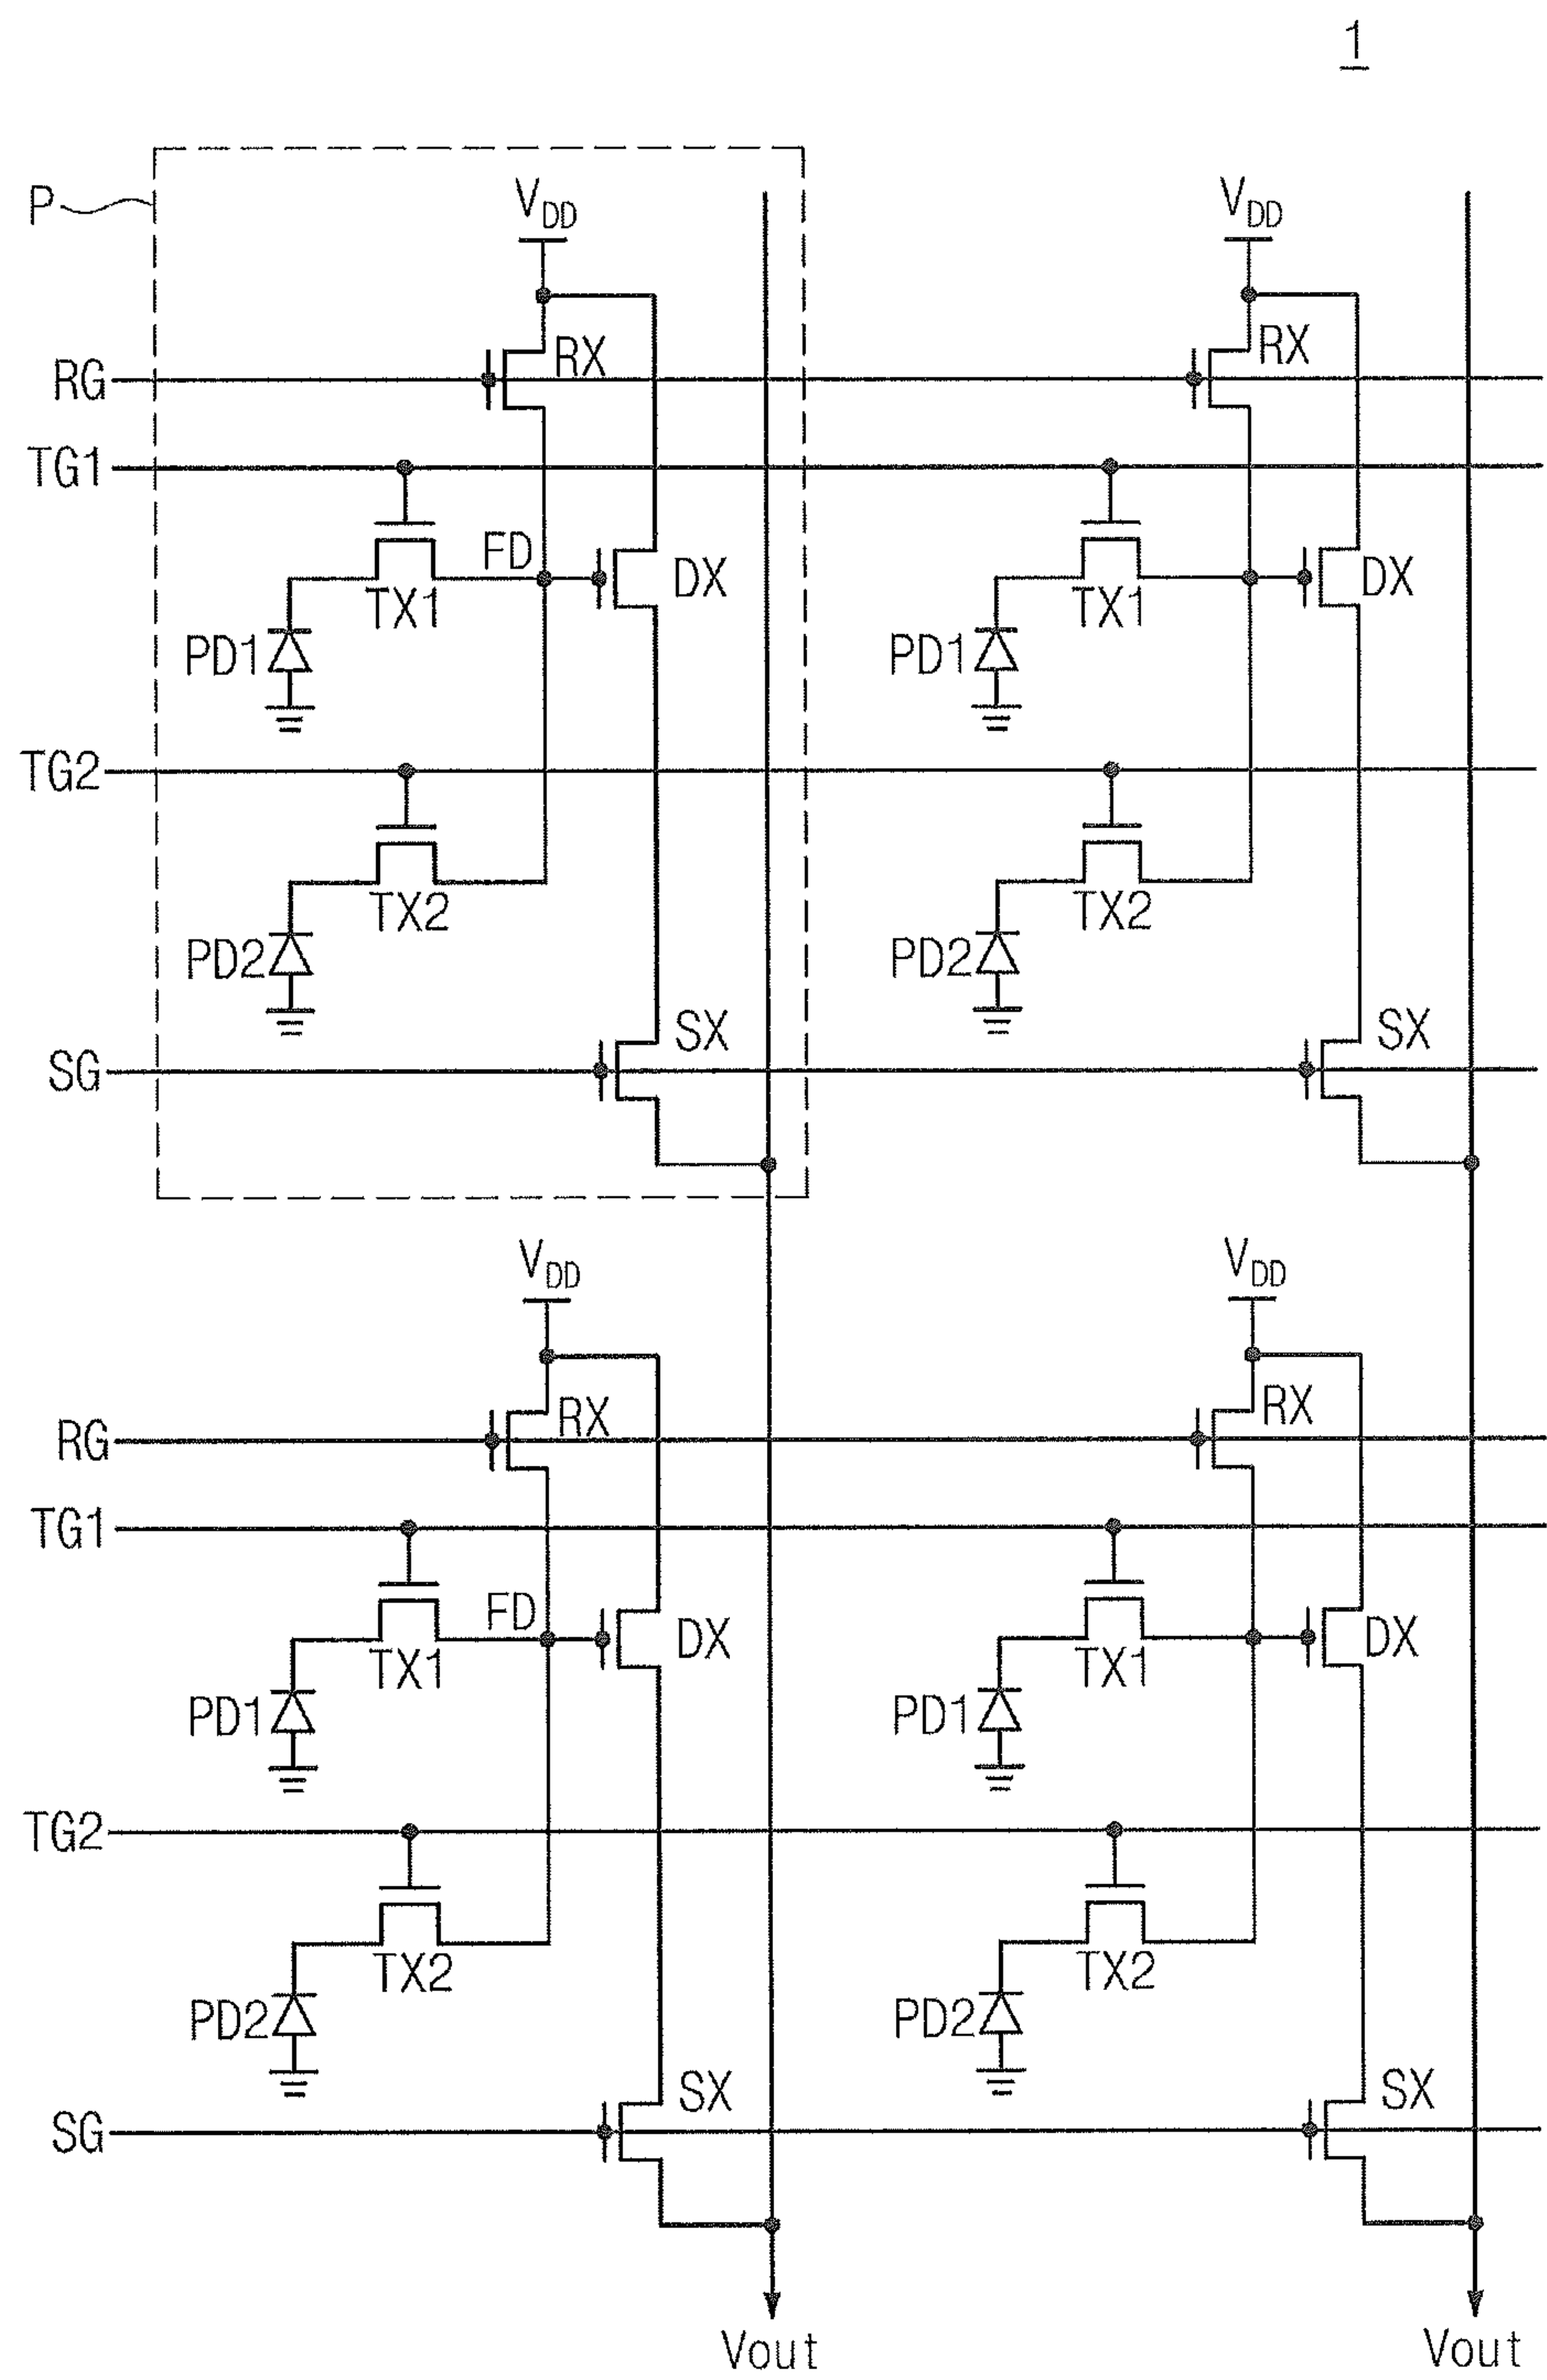 1
P
VDD VDD
RX RX
RG
TG1
FD DX DX
TX1 TX1
PD1 PD1
TG2
TX2 TX2
PD2 PD2
SX SX
SG
VDD VDD
RX RX
RG
TG1
FD DX DX
TX1 TX1
PD1 PD1
TG2
TX2 TX2
PD2 PD2
SX SX
SG
Vout Vout